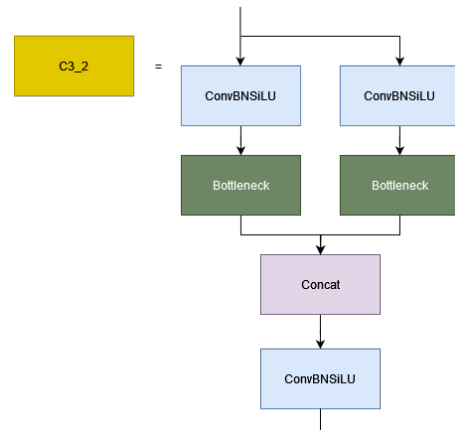 C3_2
=
ConvBNSiLU
ConvBNSiLU
Bottleneck
Bottleneck
Concat
ConvBNSiLU